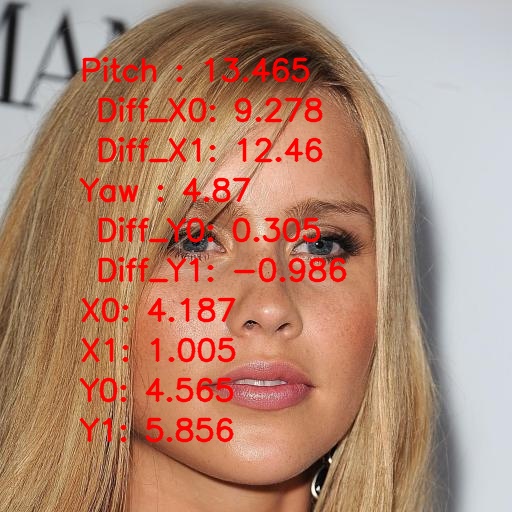 MA
Pitch : 13.465
Diff_X0: 9.278
Diff_X1: 12.46
Yaw : 4.87
Diff_Y0: 0.305
Diff_Y1: −0.986
X0: 4.187
X1: 1.005
Y0: 4.565
Y1: 5.856